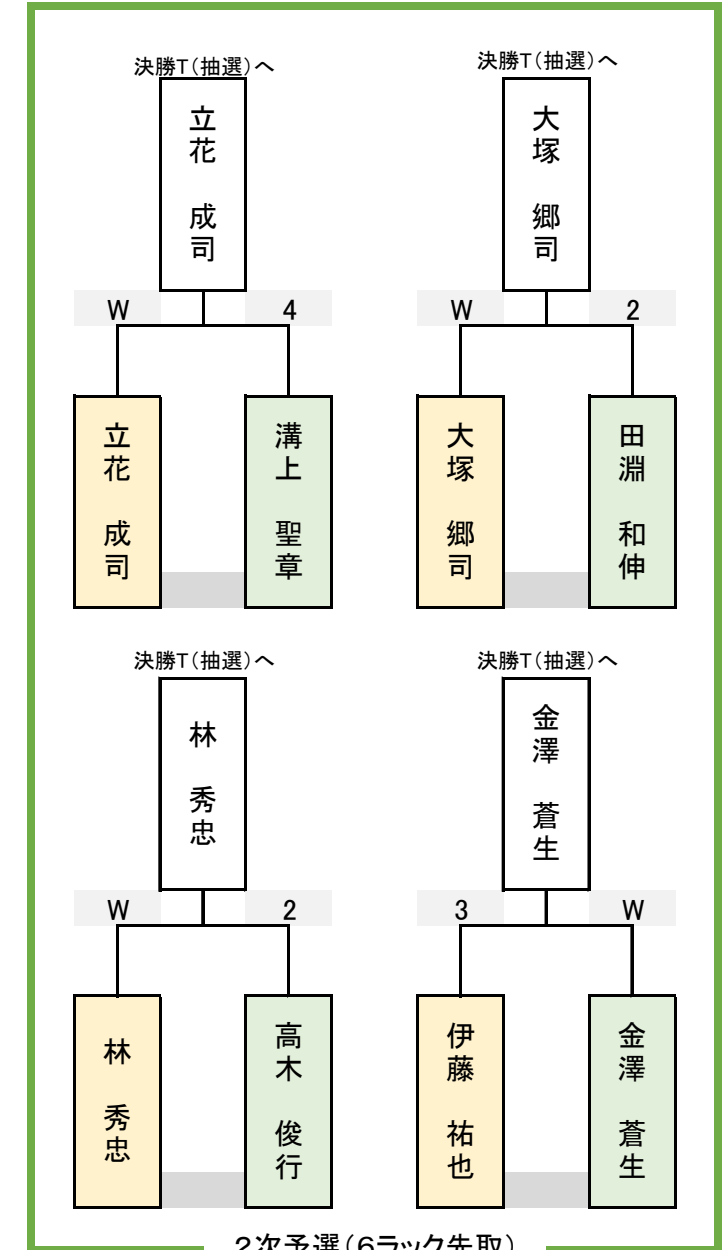 決勝T(抽選)へ
立花 成司
W 4
立花 成司
溝上 聖章
決勝T(抽選)へ
大塚 郷司
W 2
大塚 郷司
田淵 和伸
決勝T(抽選)へ
林 秀忠
W 2
林 秀忠
高木 俊行
決勝T(抽選)へ
金澤 蒼生
3 W
伊藤 祐也
金澤 蒼生
2次予選(6ラック先取)